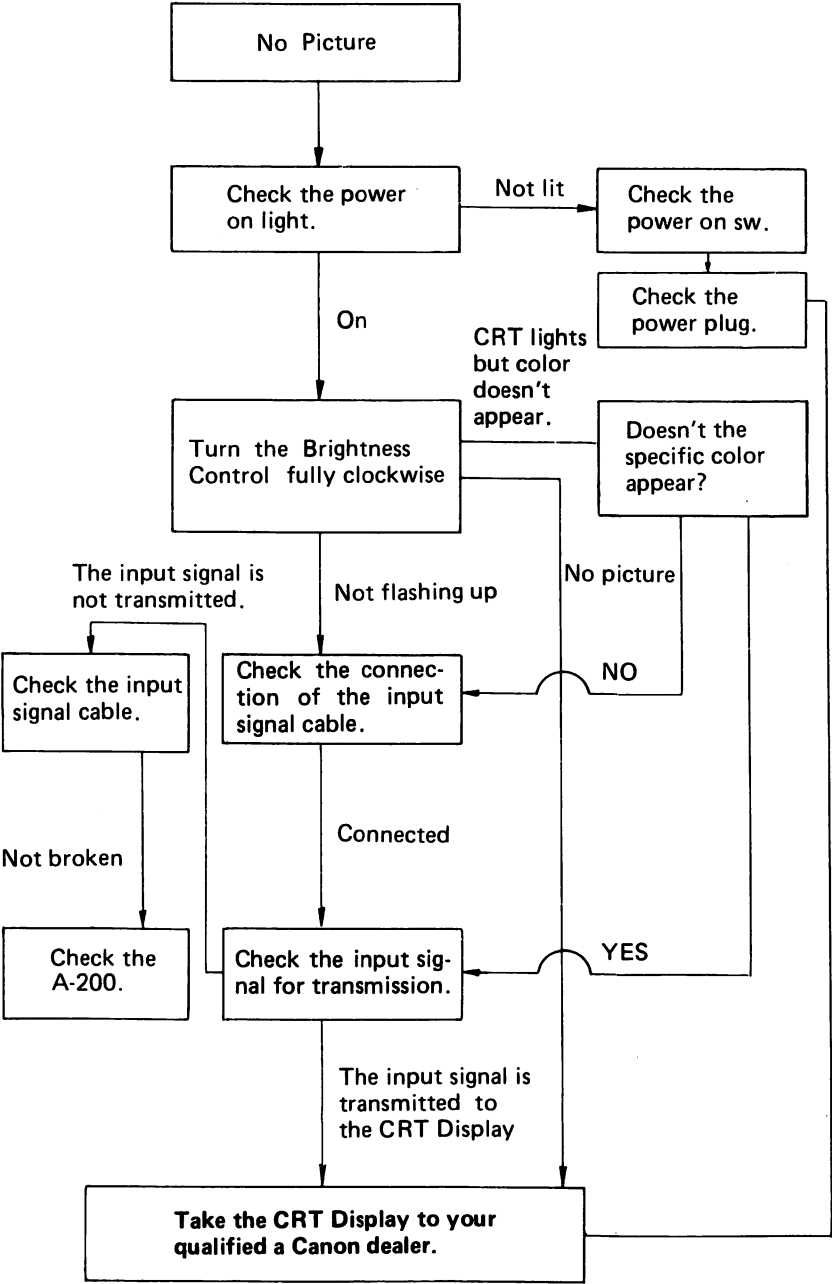 No Picture
Check the power
on light.
Not lit
Check the
power on sw.
Check the
power plug.
On
CRT lights
but color
doesn't
appear.
Turn the Brightness
Control fully clockwise
Doesn't the
specific color
appear?
The input signal is
not transmitted.
Not flashing up
No picture
Check the input
signal cable.
Check the connec-
tion of the input
signal cable.
NO
Connected
Not broken
Check the
A-200.
Check the input sig-
nal for transmission.
YES
The input signal is
transmitted to
the CRT Display
Take the CRT Display to your
qualified a Canon dealer.